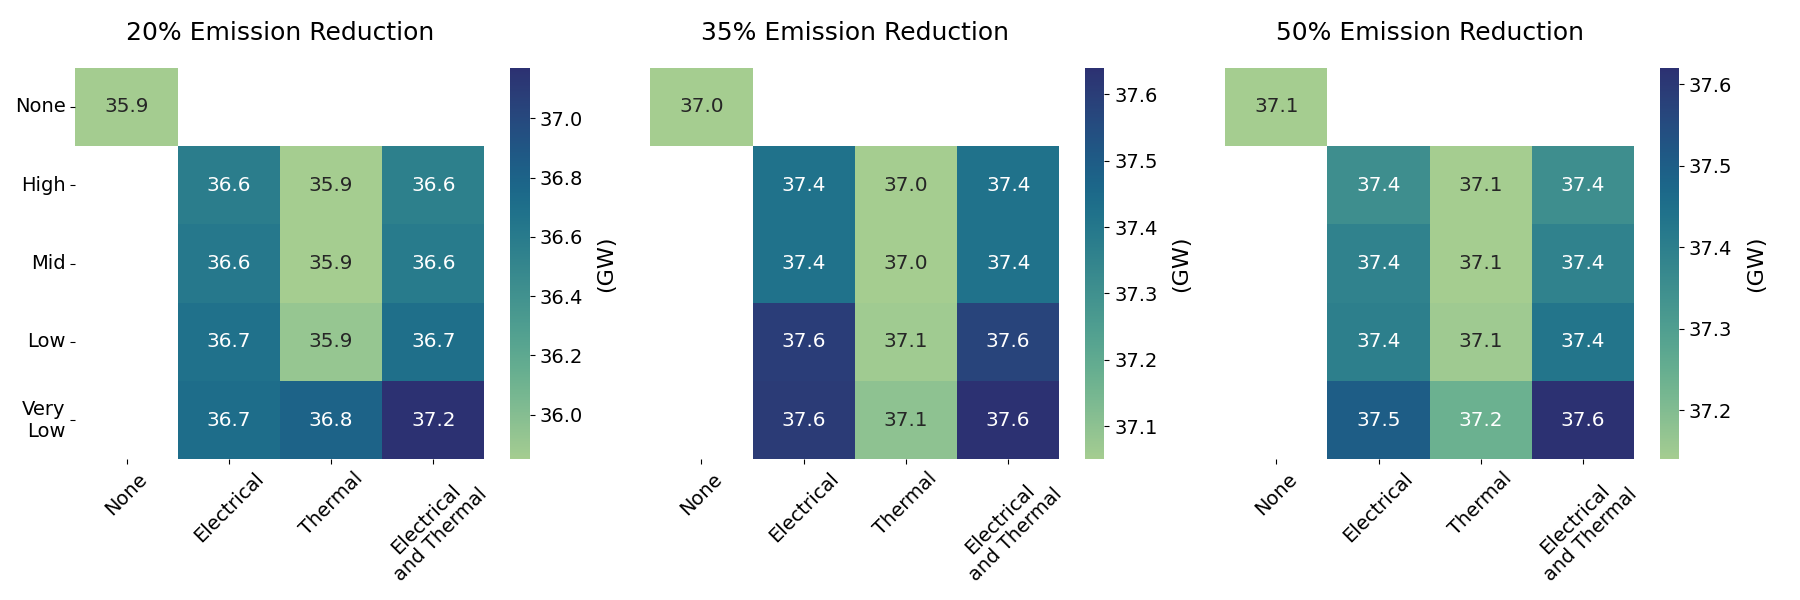 20% Emission Reduction
35% Emission Reduction
50% Emission Reduction
None
High
Mid
Low
Very
Low
35.9
36.6 35.9 36.6
36.6 35.9 36.6
36.7 35.9 36.7
36.7 36.8 37.2
None
Electrical
Thermal
Electrical
and Thermal
37.0
36.8
36.6
36.4
36.2
36.0
(GW)
37.0
37.4 37.0 37.4
37.4 37.0 37.4
37.6 37.1 37.6
37.6 37.1 37.6
None
Electrical
Thermal
Electrical
and Thermal
37.6
37.5
37.4
37.3
37.2
37.1
(GW)
37.1
37.4 37.1 37.4
37.4 37.1 37.4
37.4 37.1 37.4
37.5 37.2 37.6
None
Electrical
Thermal
Electrical
and Thermal
37.6
37.5
37.4
37.3
37.2
(GW)